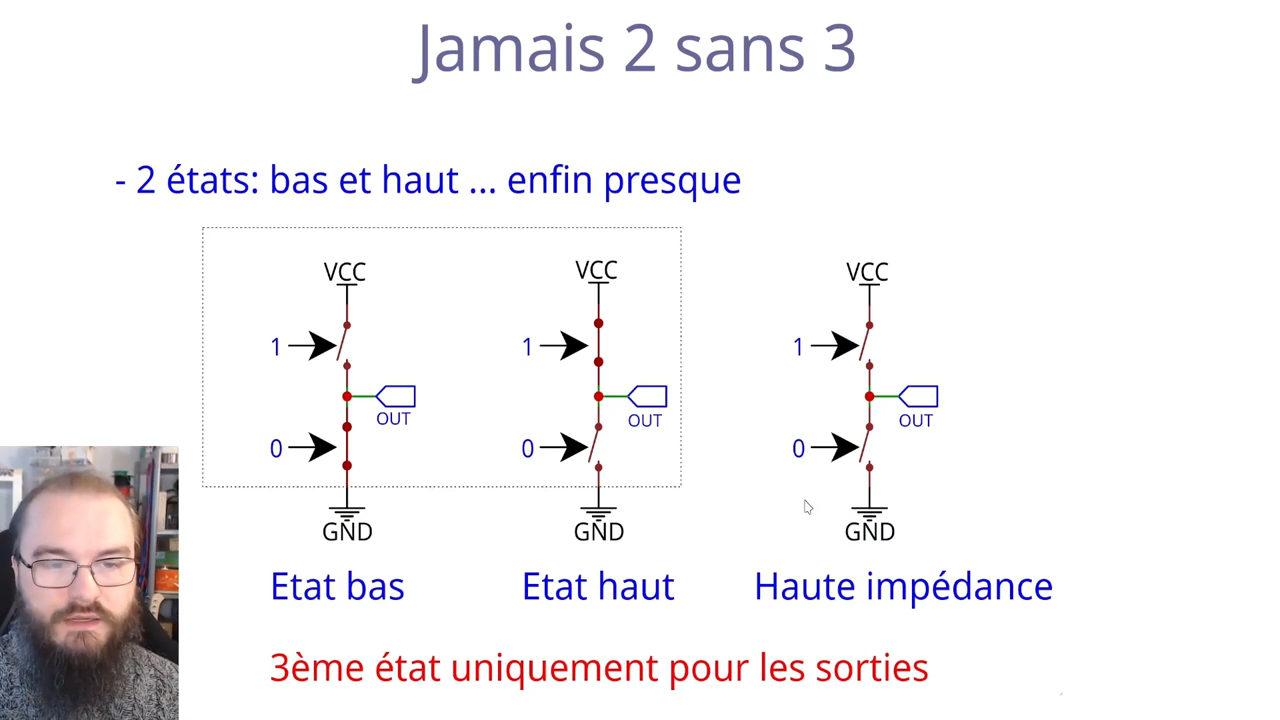 Jamais 2 sans 3
- 2 états: bas et haut ... enfin presque
VCC VCC VCC
1 1 1
OUT OUT OUT
0 0 0
GND GND GND
Etat bas Etat haut Haute impédance
3ème état uniquement pour les sorties